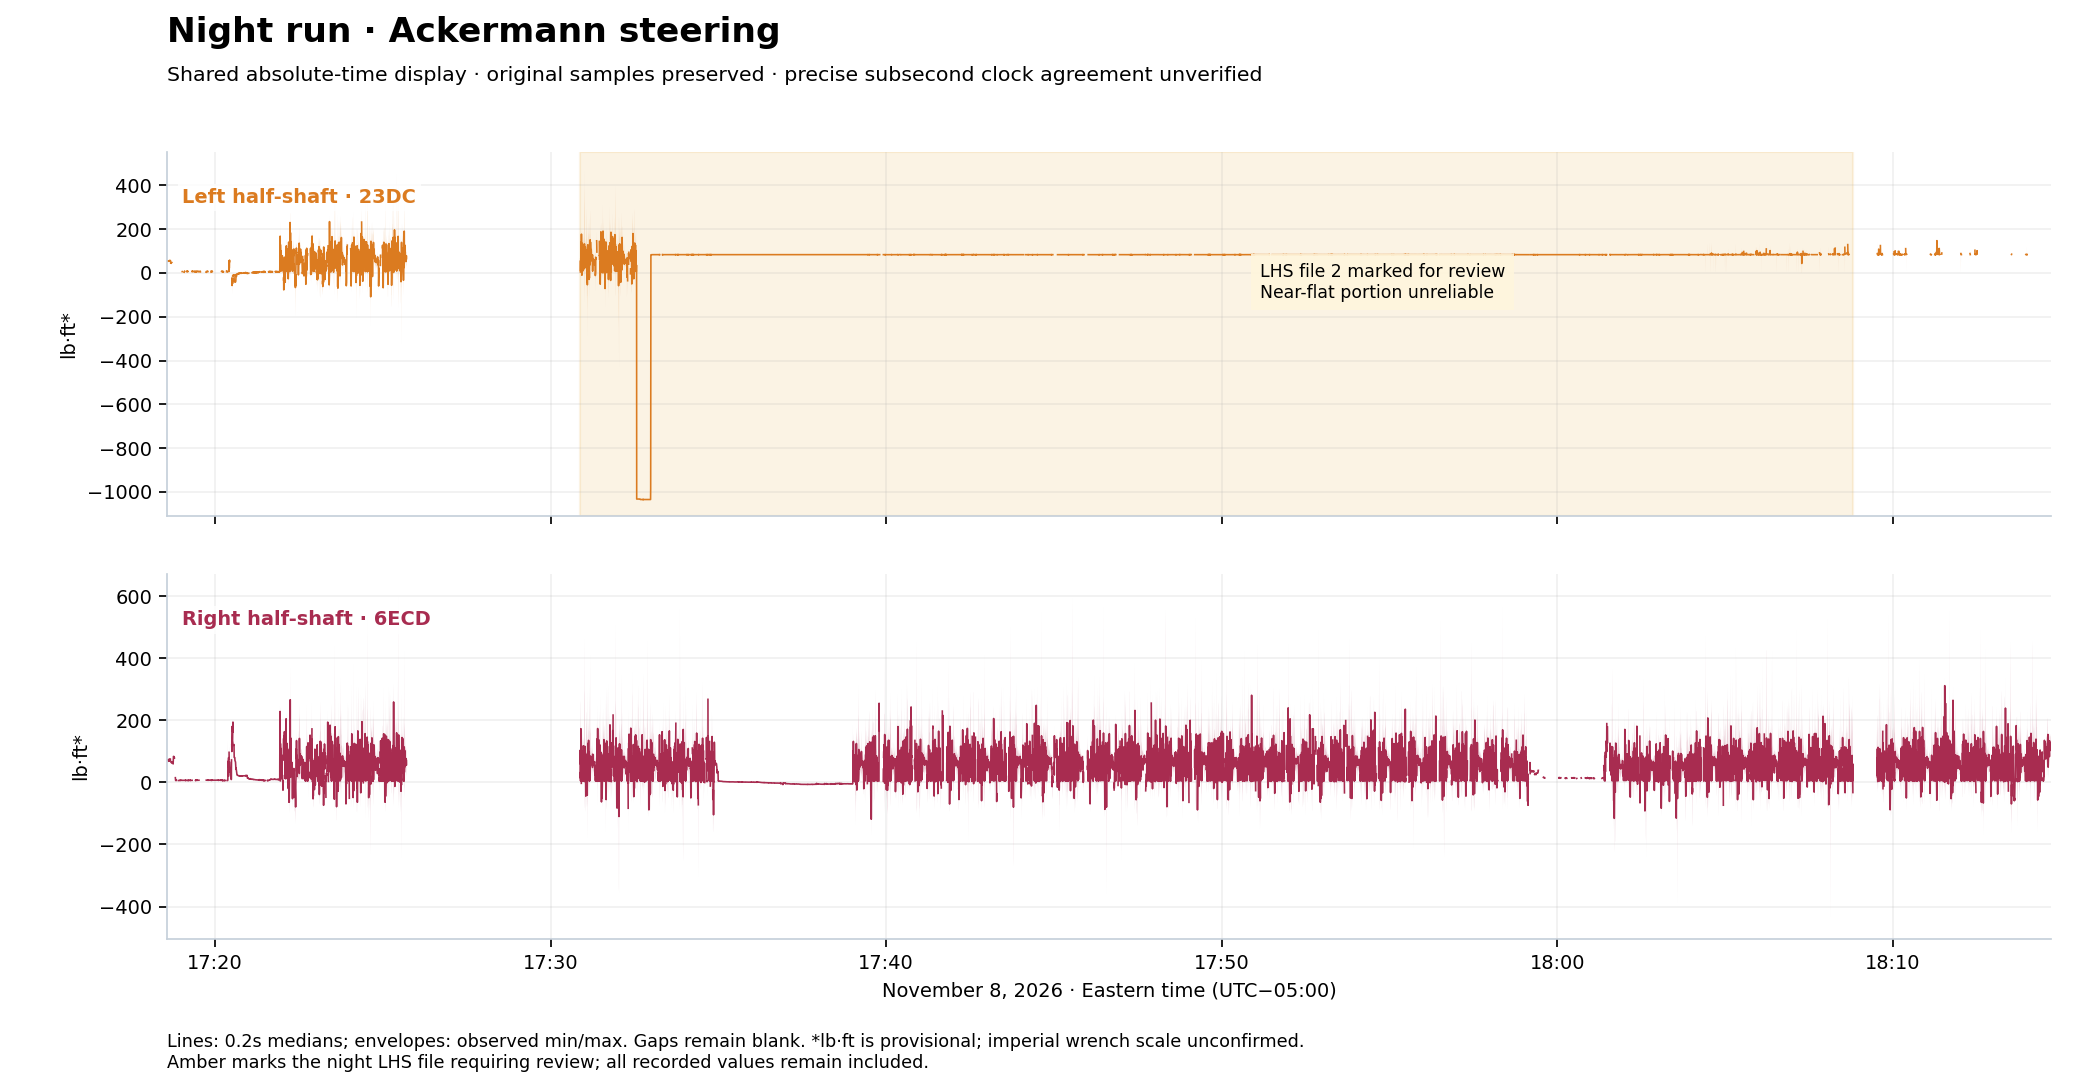 Night run · Ackermann steering
Shared absolute-time display · original samples preserved · precise subsecond clock agreement unverified
Left half-shaft · 23DC
400
200
0
−200
−400
−600
−800
−1000
lb·ft*
LHS file 2 marked for review
Near-flat portion unreliable
Right half-shaft · 6ECD
600
400
200
0
−200
−400
lb·ft*
17:20
17:30
17:40
17:50
18:00
18:10
November 8, 2026 · Eastern time (UTC−05:00)
Lines: 0.2s medians; envelopes: observed min/max. Gaps remain blank. *lb·ft is provisional; imperial wrench scale unconfirmed.
Amber marks the night LHS file requiring review; all recorded values remain included.